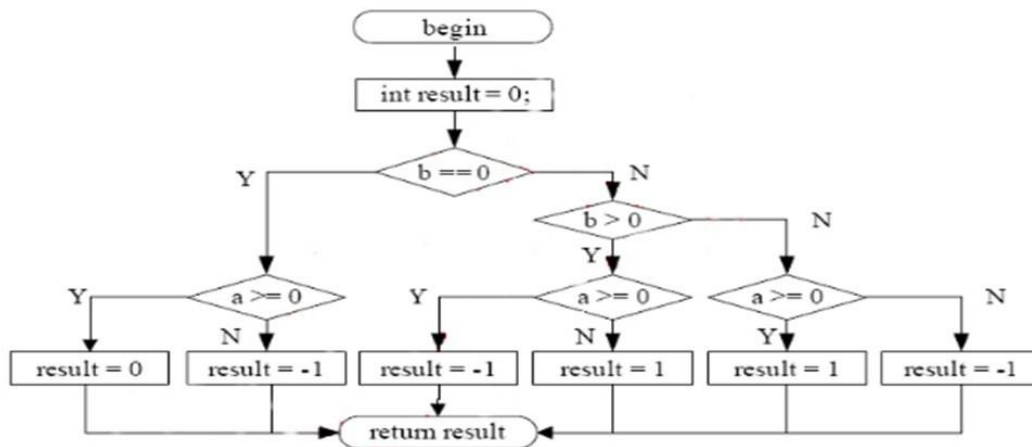 begin
int result = 0;
b == 0
Y
N
b > 0
N
Y
a >= 0
Y
N
a >= 0
Y
N
a >= 0
Y
N
result = 0
result = -1
result = -1
result = 1
result = 1
result = -1
return result